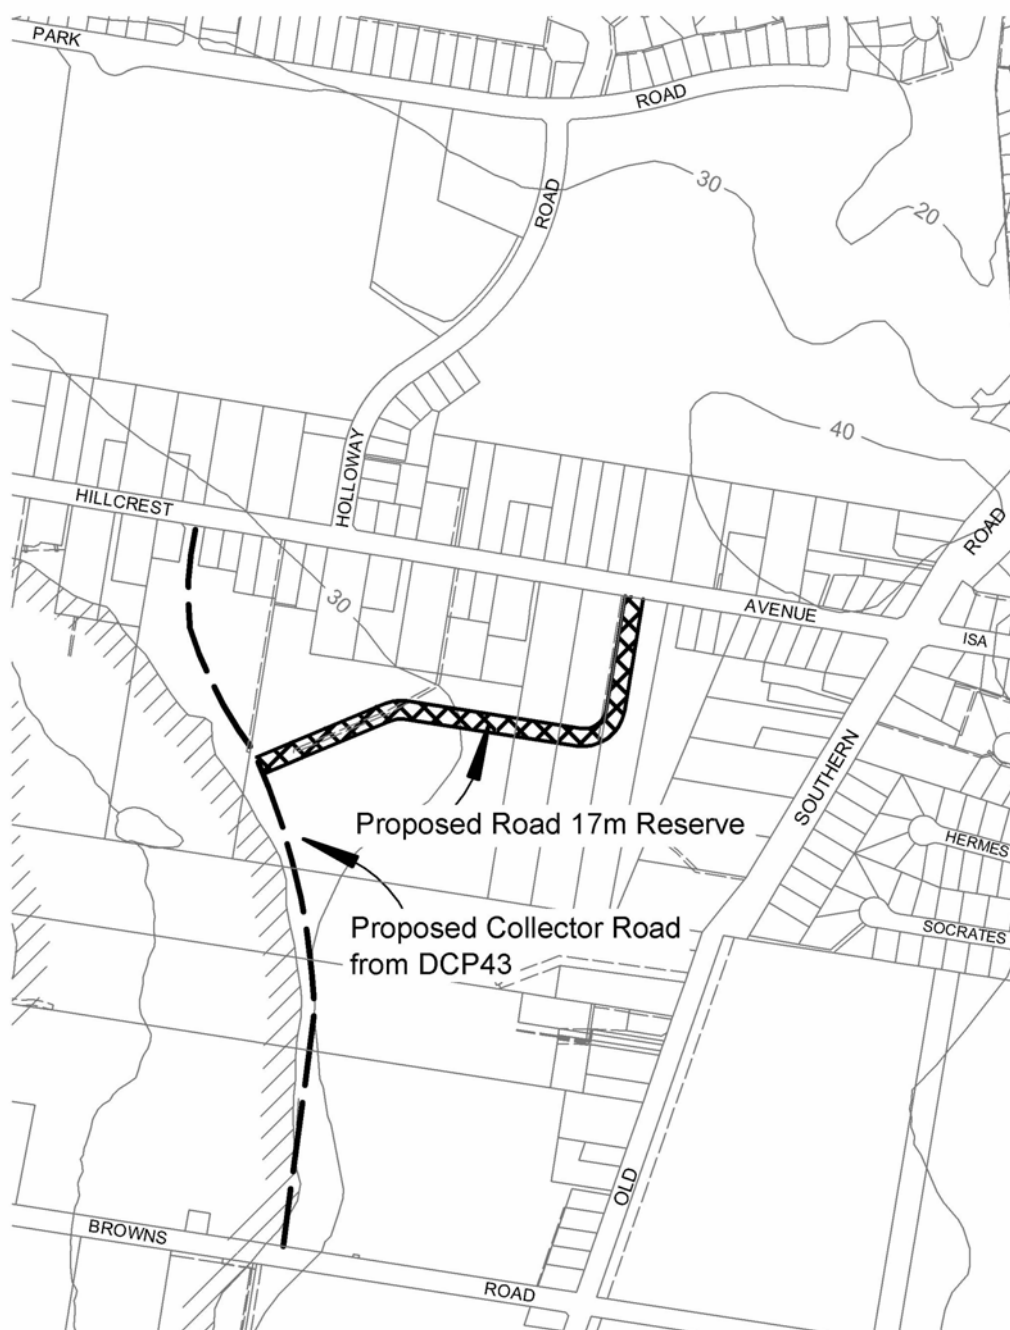 PARK
ROAD
ROAD
30
20
HOLLOWAY
40
ROAD
HILLCREST
30
AVENUE
ISA
SOUTHERN
Proposed Road 17m Reserve
HERMES
Proposed Collector Road
from DCP43
SOCRATES
OLD
BROWNS
ROAD